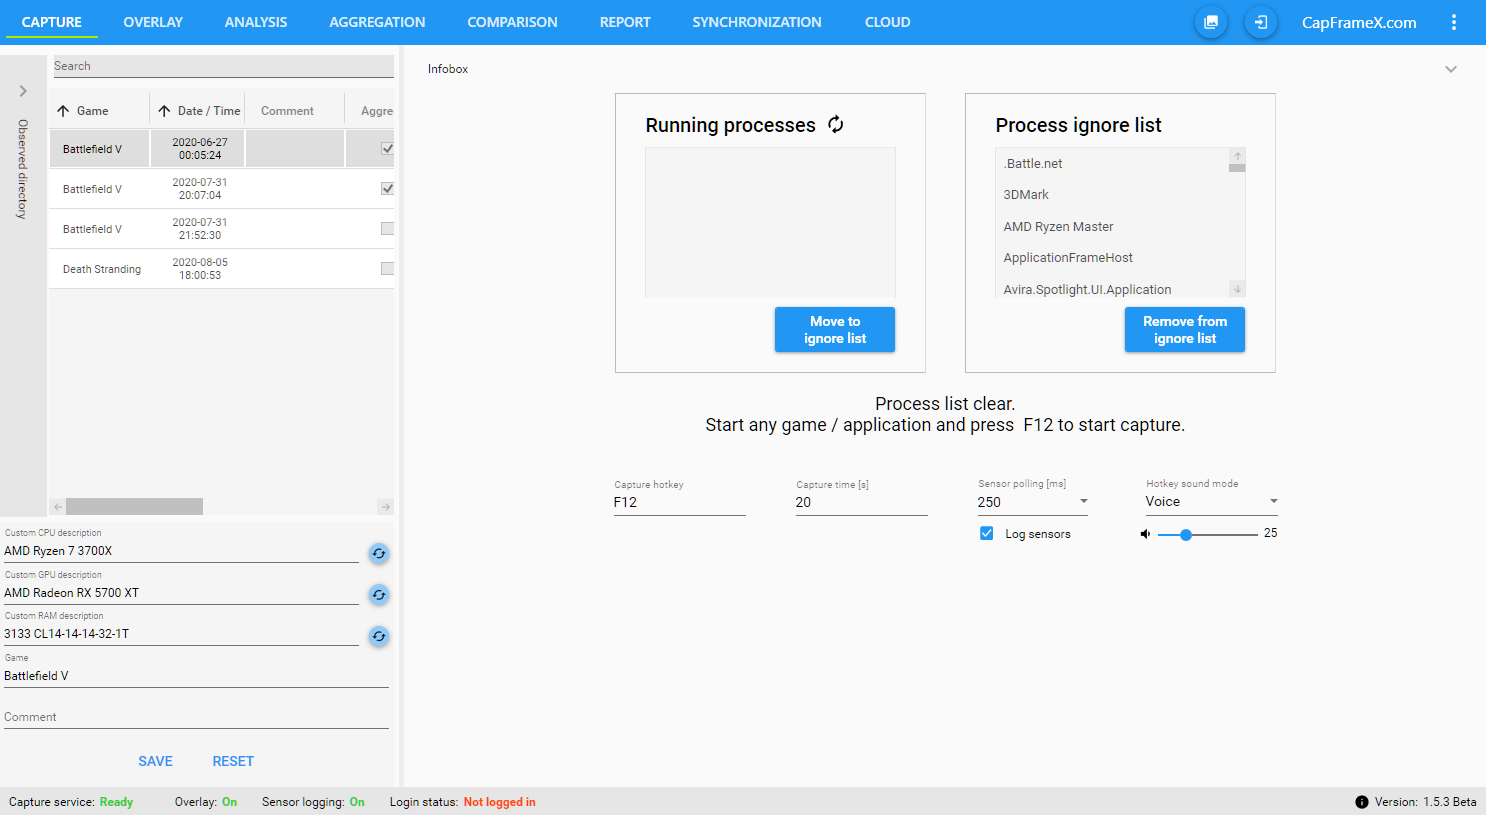 CAPTURE OVERLAY ANALYSIS AGGREGATION COMPARISON REPORT SYNCHRONIZATION CLOUD CapFrameX.com
Observed directory
Search
Game Date / Time Comment Aggre
Battlefield V 2020-06-27
00:05:24
Battlefield V 2020-07-31
20:07:04
Battlefield V 2020-07-31
21:52:30
Death Stranding 2020-08-05
18:00:53
Custom CPU description
AMD Ryzen 7 3700X
Custom GPU description
AMD Radeon RX 5700 XT
Custom RAM description
3133 CL14-14-14-32-1T
Game
Battlefield V
Comment
SAVE RESET
Infobox
Running processes
Move to
ignore list
Process ignore list
.Battle.net
3DMark
AMD Ryzen Master
ApplicationFrameHost
Avira.Spotlight.UI.Application
Remove from
ignore list
Process list clear.
Start any game / application and press F12 to start capture.
Capture hotkey
F12
Capture time [s]
20
Sensor polling [ms]
250
Log sensors
Hotkey sound mode
Voice
25
Capture service: Ready Overlay: On Sensor logging: On Login status: Not logged in Version: 1.5.3 Beta